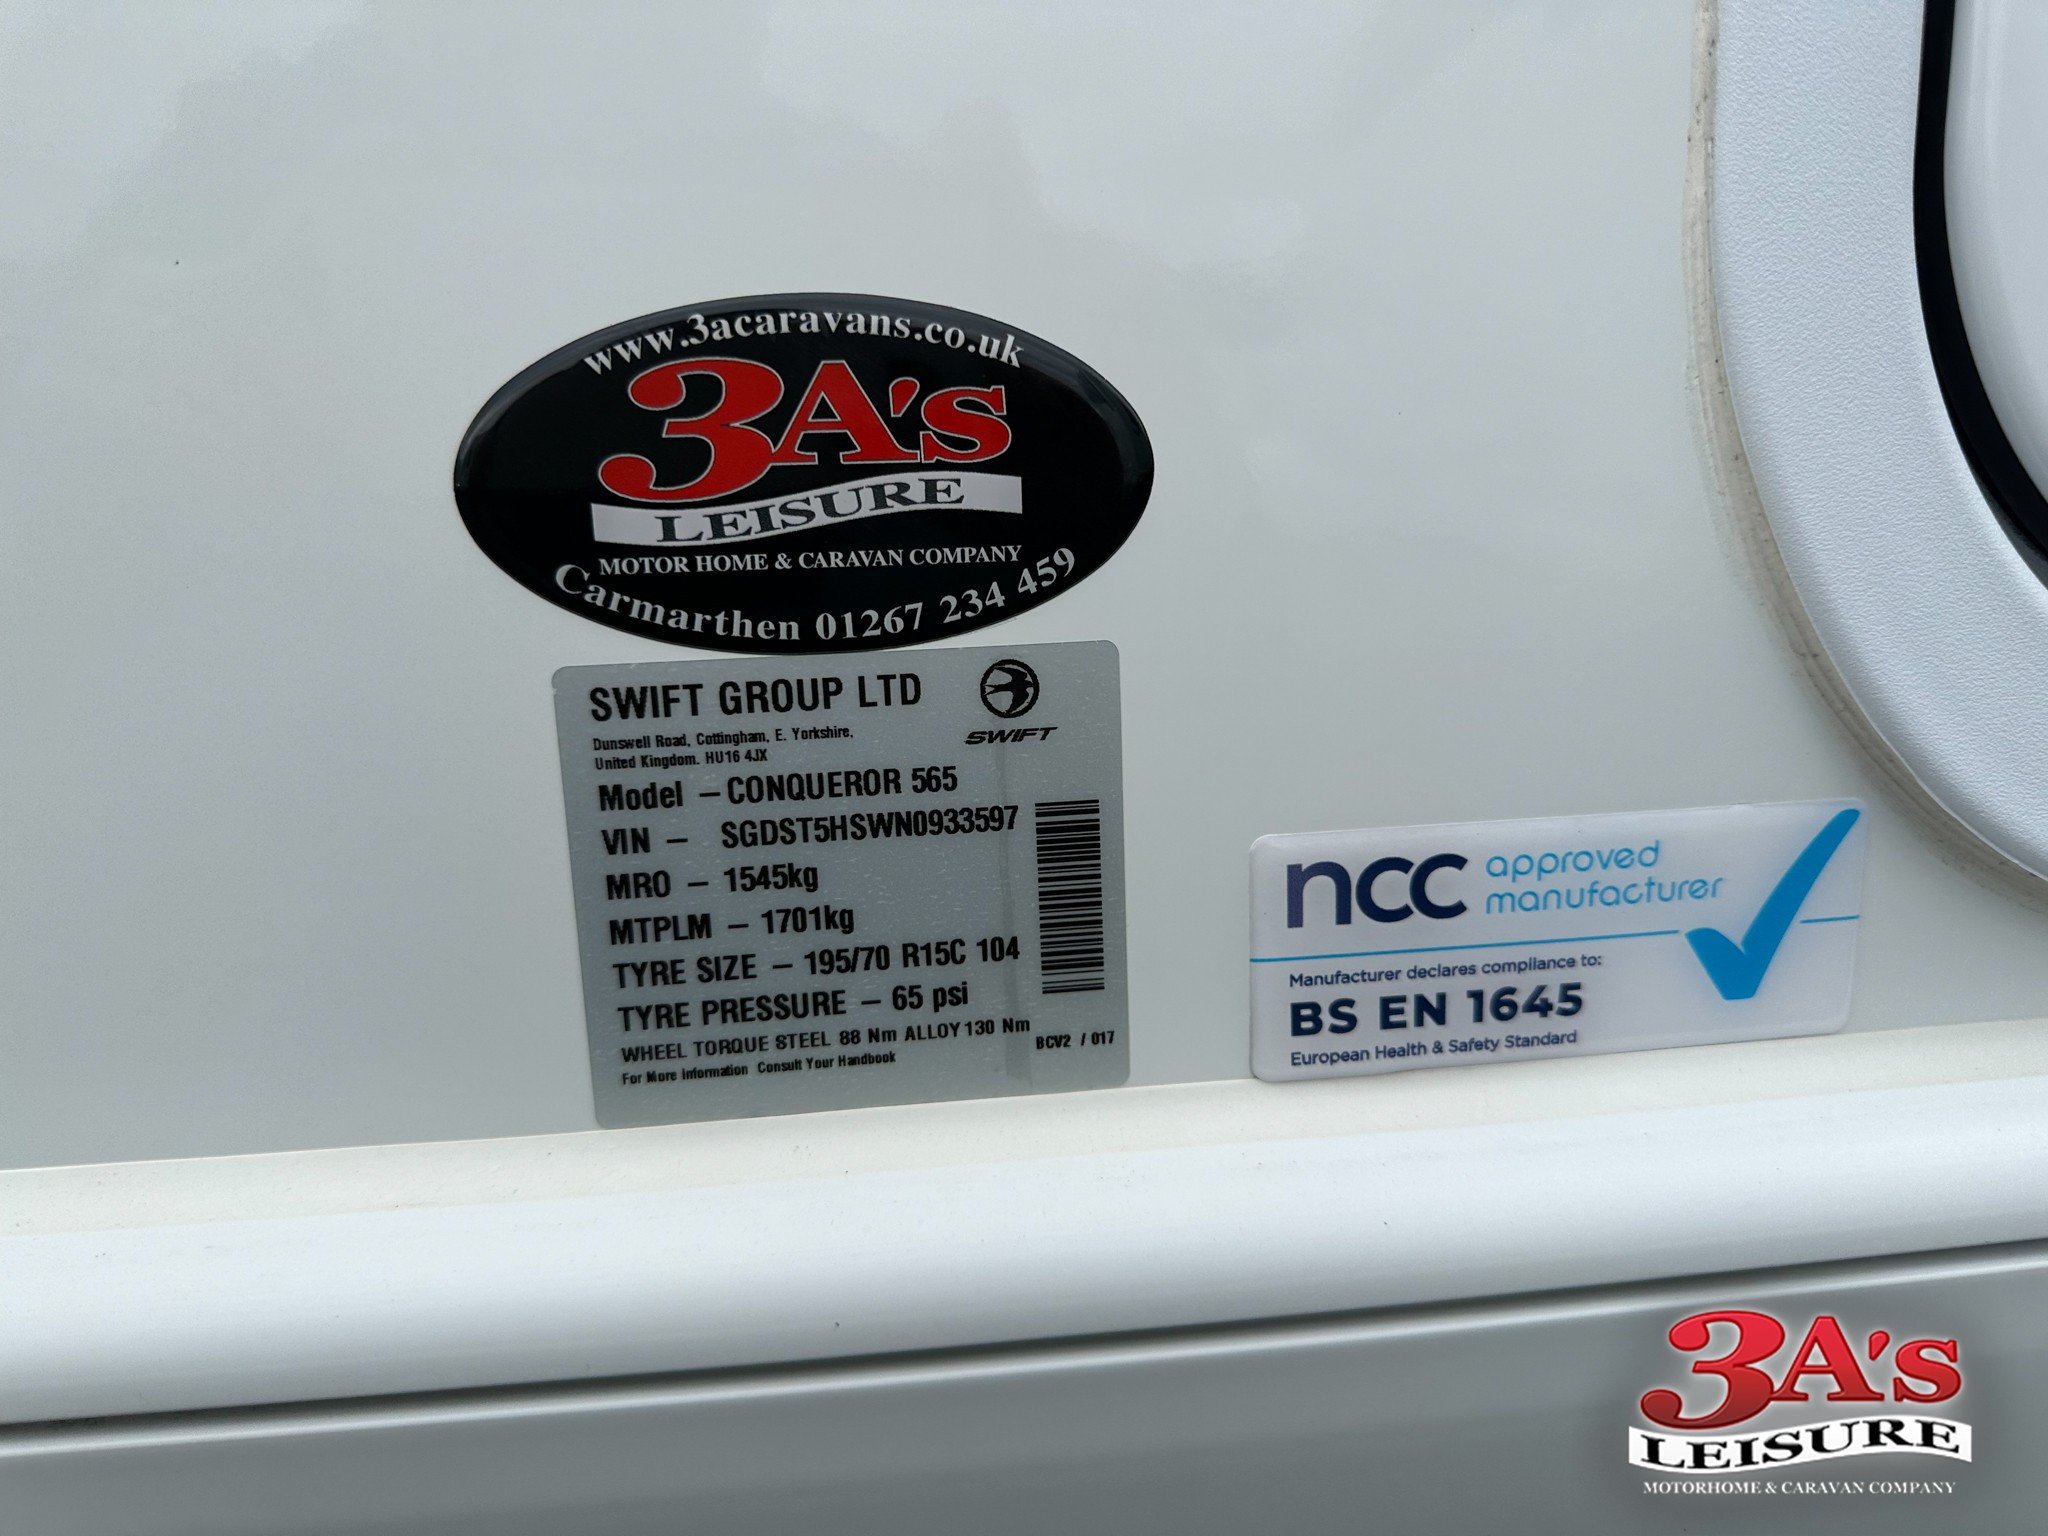 www.3acaravans.co.uk
3A's
LEISURE
MOTOR HOME & CARAVAN COMPANY
Carmarthen 01267 234 459
SWIFT GROUP LTD
SWIFT
Dunswell Road, Cottingham, E. Yorkshire,
United Kingdom. HU16 4JX
Model – CONQUEROR 565
VIN – SGDST5HSWN0933597
MRO – 1545kg
MTPLM – 1701kg
TYRE SIZE – 195/70 R15C 104
TYRE PRESSURE – 65 psi
WHEEL TORQUE STEEL 88 Nm ALLOY 130 Nm
BCV2 / 017
For More Information Consult Your Handbook
ncc approved
manufacturer
Manufacturer declares compliance to:
BS EN 1645
European Health & Safety Standard
3A's
LEISURE
MOTORHOME & CARAVAN COMPANY